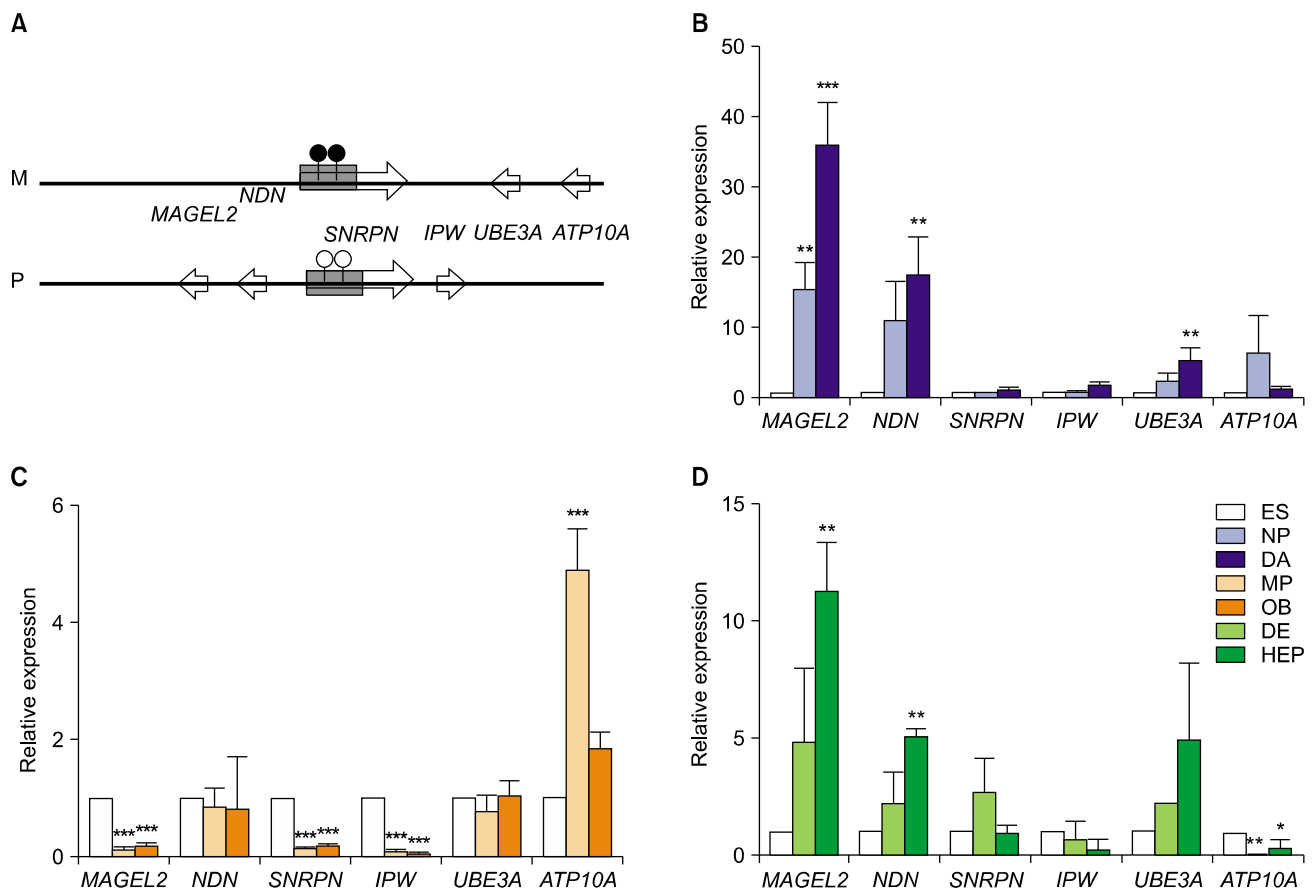 A
M
NDN
MAGEL2
SNRPN IPW UBE3A ATP10A
P
B
50
40
30
20
10
0
Relative expression
** *** ** ** 
MAGEL2 NDN SNRPN IPW UBE3A ATP10A
C
6
4
2
0
Relative expression
*** *** *** *** *** *** ***
MAGEL2 NDN SNRPN IPW UBE3A ATP10A
D
15
10
5
0
Relative expression
** ** ** *
MAGEL2 NDN SNRPN IPW UBE3A ATP10A
ES
NP
DA
MP
OB
DE
HEP